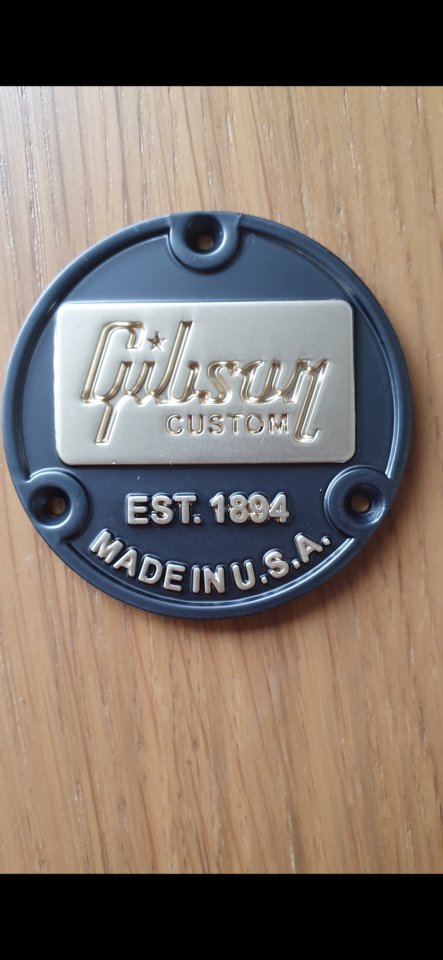 Gibson
CUSTOM
EST. 1894
MADE IN U.S.A.